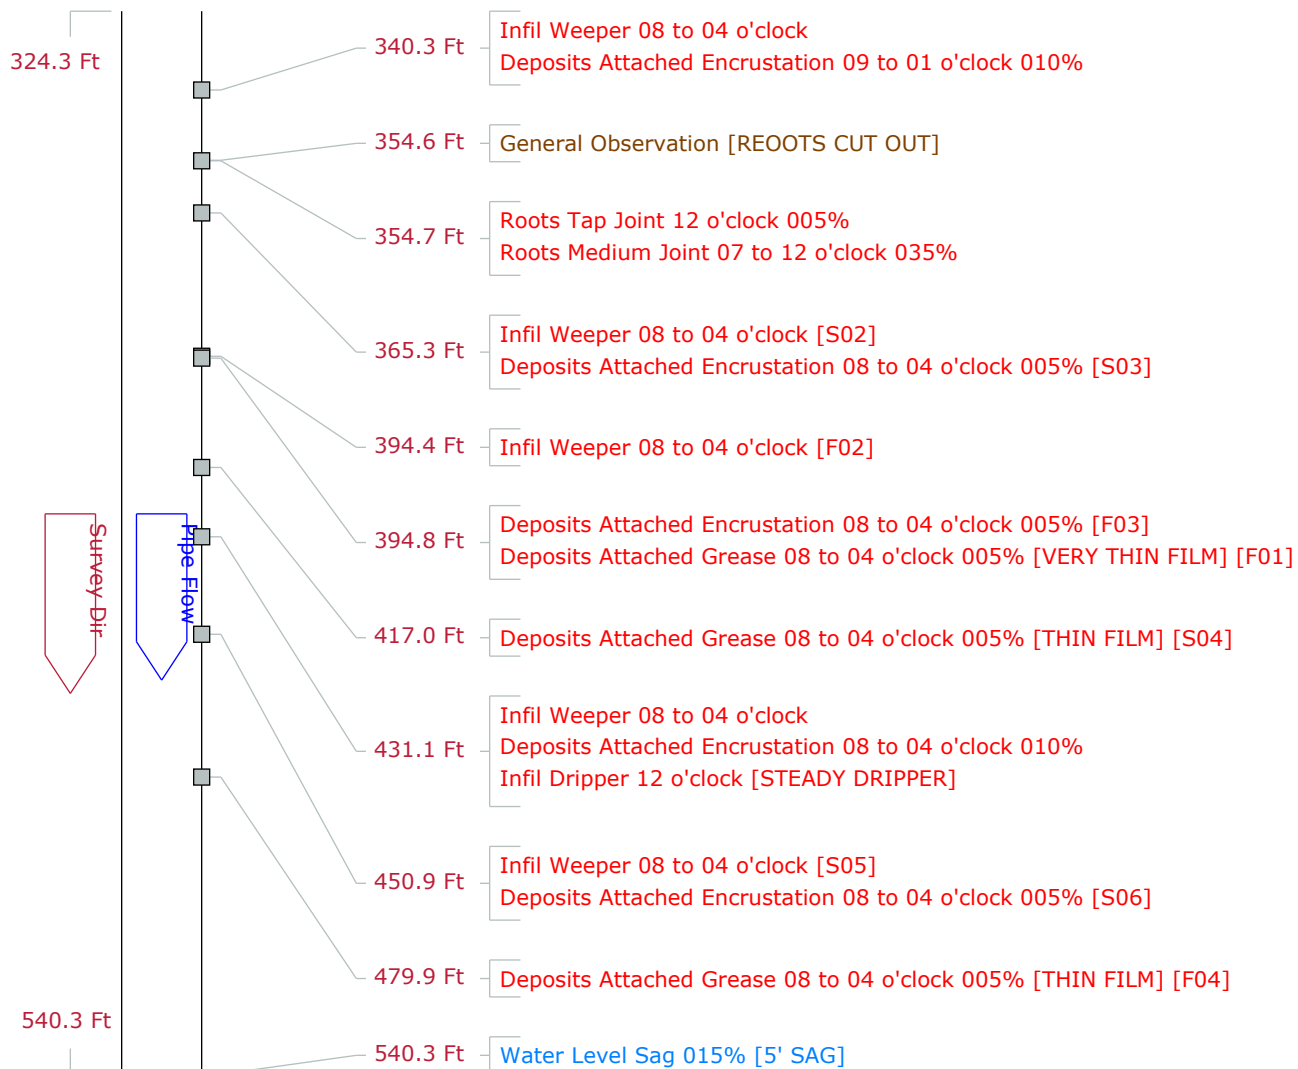 324.3 Ft
340.3 Ft
Infil Weeper 08 to 04 o'clock
Deposits Attached Encrustation 09 to 01 o'clock 010%
354.6 Ft
General Observation [REOOTS CUT OUT]
354.7 Ft
Roots Tap Joint 12 o'clock 005%
Roots Medium Joint 07 to 12 o'clock 035%
365.3 Ft
Infil Weeper 08 to 04 o'clock [S02]
Deposits Attached Encrustation 08 to 04 o'clock 005% [S03]
394.4 Ft
Infil Weeper 08 to 04 o'clock [F02]
394.8 Ft
Deposits Attached Encrustation 08 to 04 o'clock 005% [F03]
Deposits Attached Grease 08 to 04 o'clock 005% [VERY THIN FILM] [F01]
Survey Dir
Pipe Flow
417.0 Ft
Deposits Attached Grease 08 to 04 o'clock 005% [THIN FILM] [S04]
431.1 Ft
Infil Weeper 08 to 04 o'clock
Deposits Attached Encrustation 08 to 04 o'clock 010%
Infil Dripper 12 o'clock [STEADY DRIPPER]
450.9 Ft
Infil Weeper 08 to 04 o'clock [S05]
Deposits Attached Encrustation 08 to 04 o'clock 005% [S06]
479.9 Ft
Deposits Attached Grease 08 to 04 o'clock 005% [THIN FILM] [F04]
540.3 Ft
540.3 Ft
Water Level Sag 015% [5' SAG]